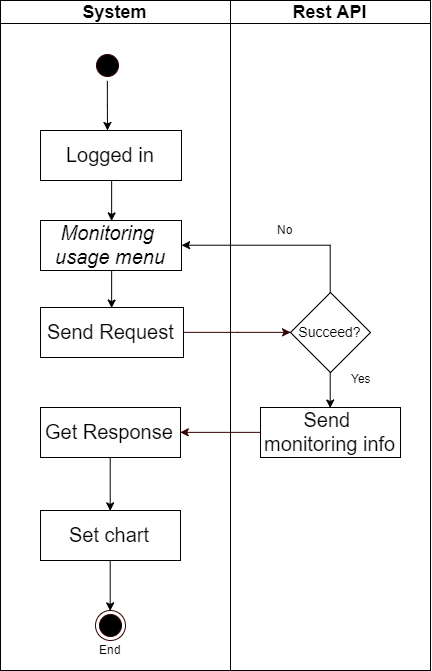 System
Rest API
Logged in
Monitoring
usage menu
No
Send Request
Succeed?
Yes
Send
monitoring info
Get Response
Set chart
End